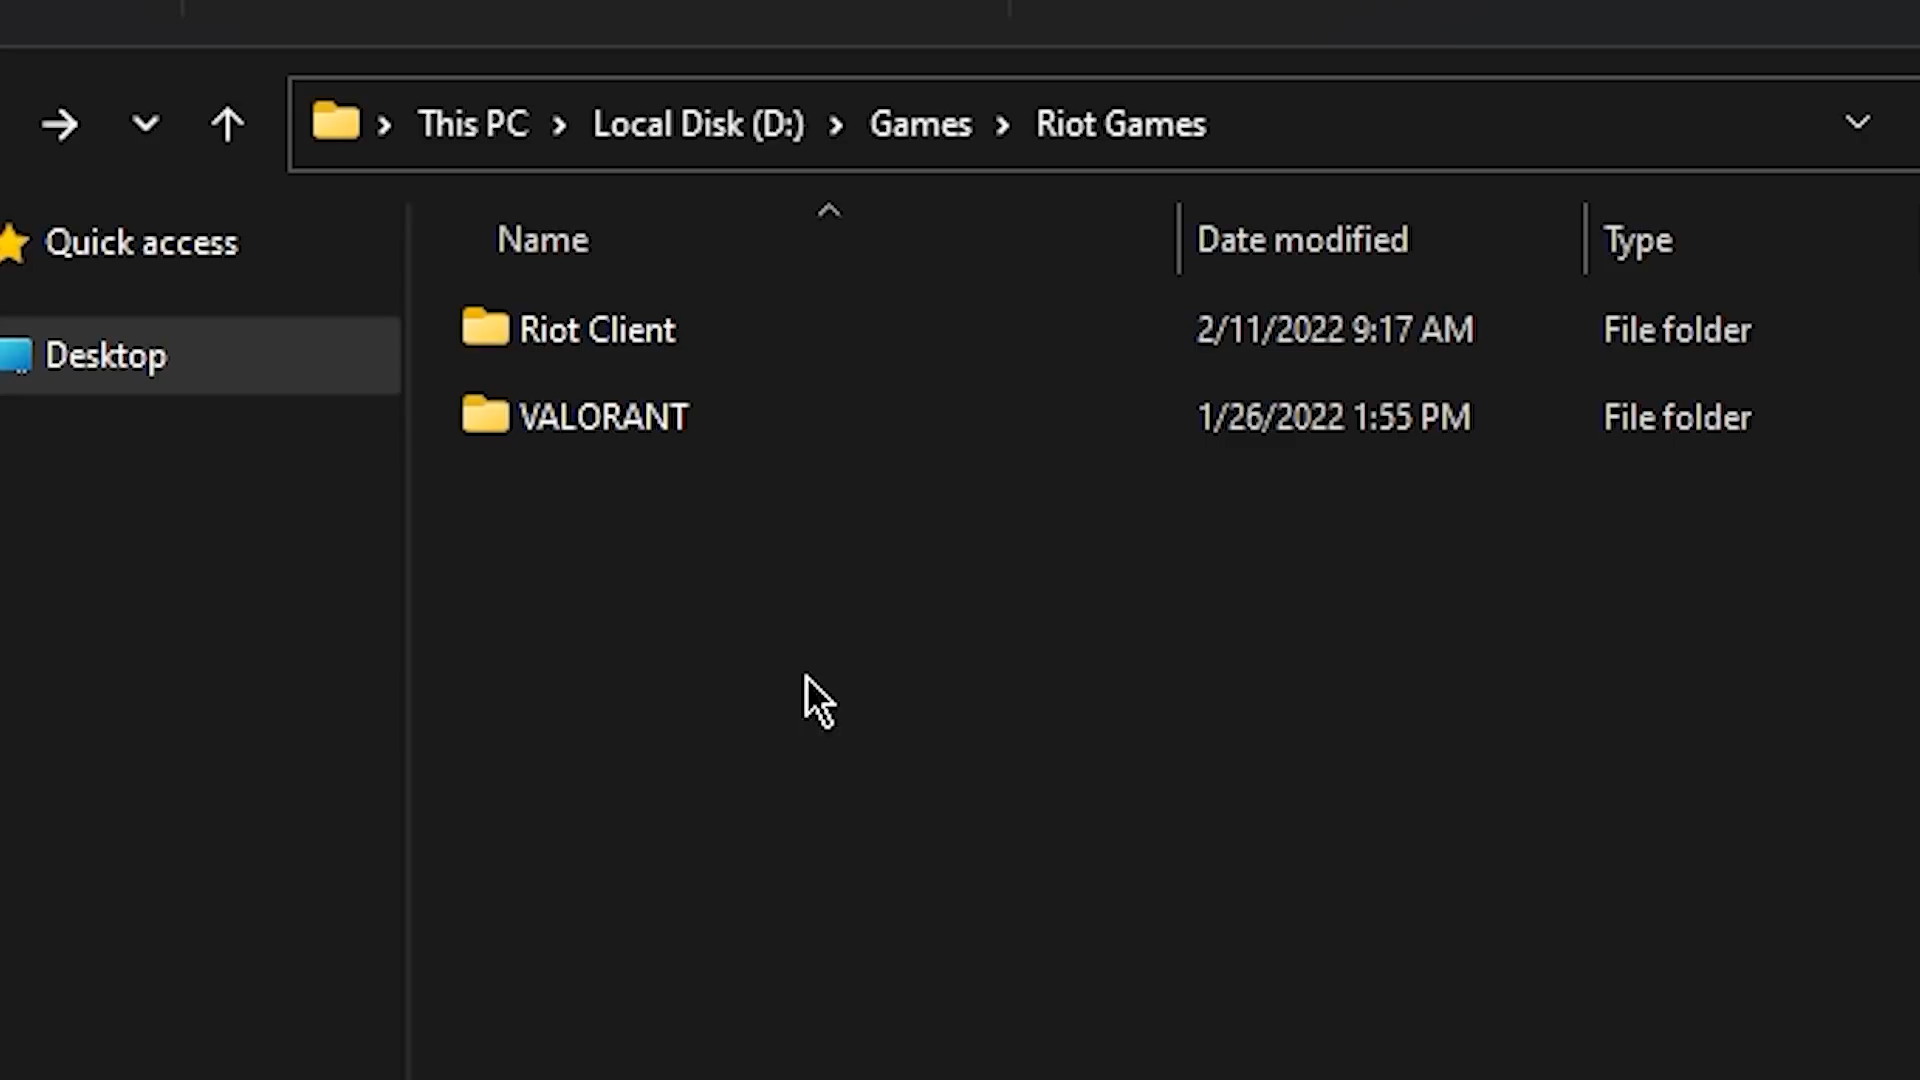 This PC > Local Disk (D:) > Games > Riot Games
Quick access
Desktop
Name Date modified Type
Riot Client 2/11/2022 9:17 AM File folder
VALORANT 1/26/2022 1:55 PM File folder